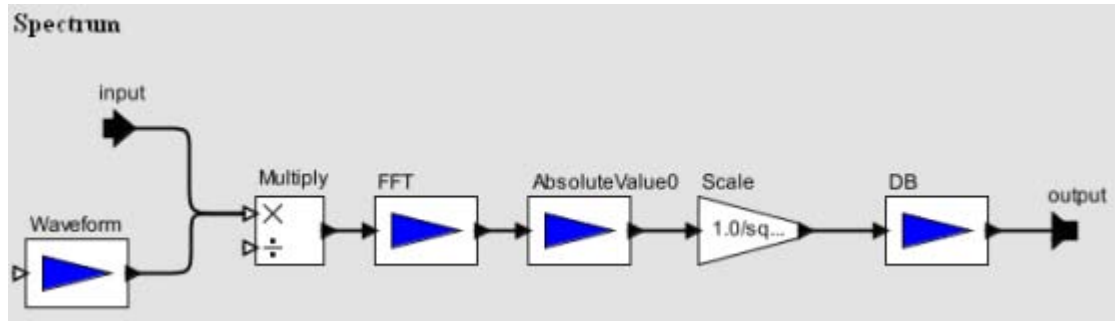 Spectrum
input
Waveform
Multiply
×
÷
FFT
AbsoluteValue0
Scale
1.0/sq...
DB
output